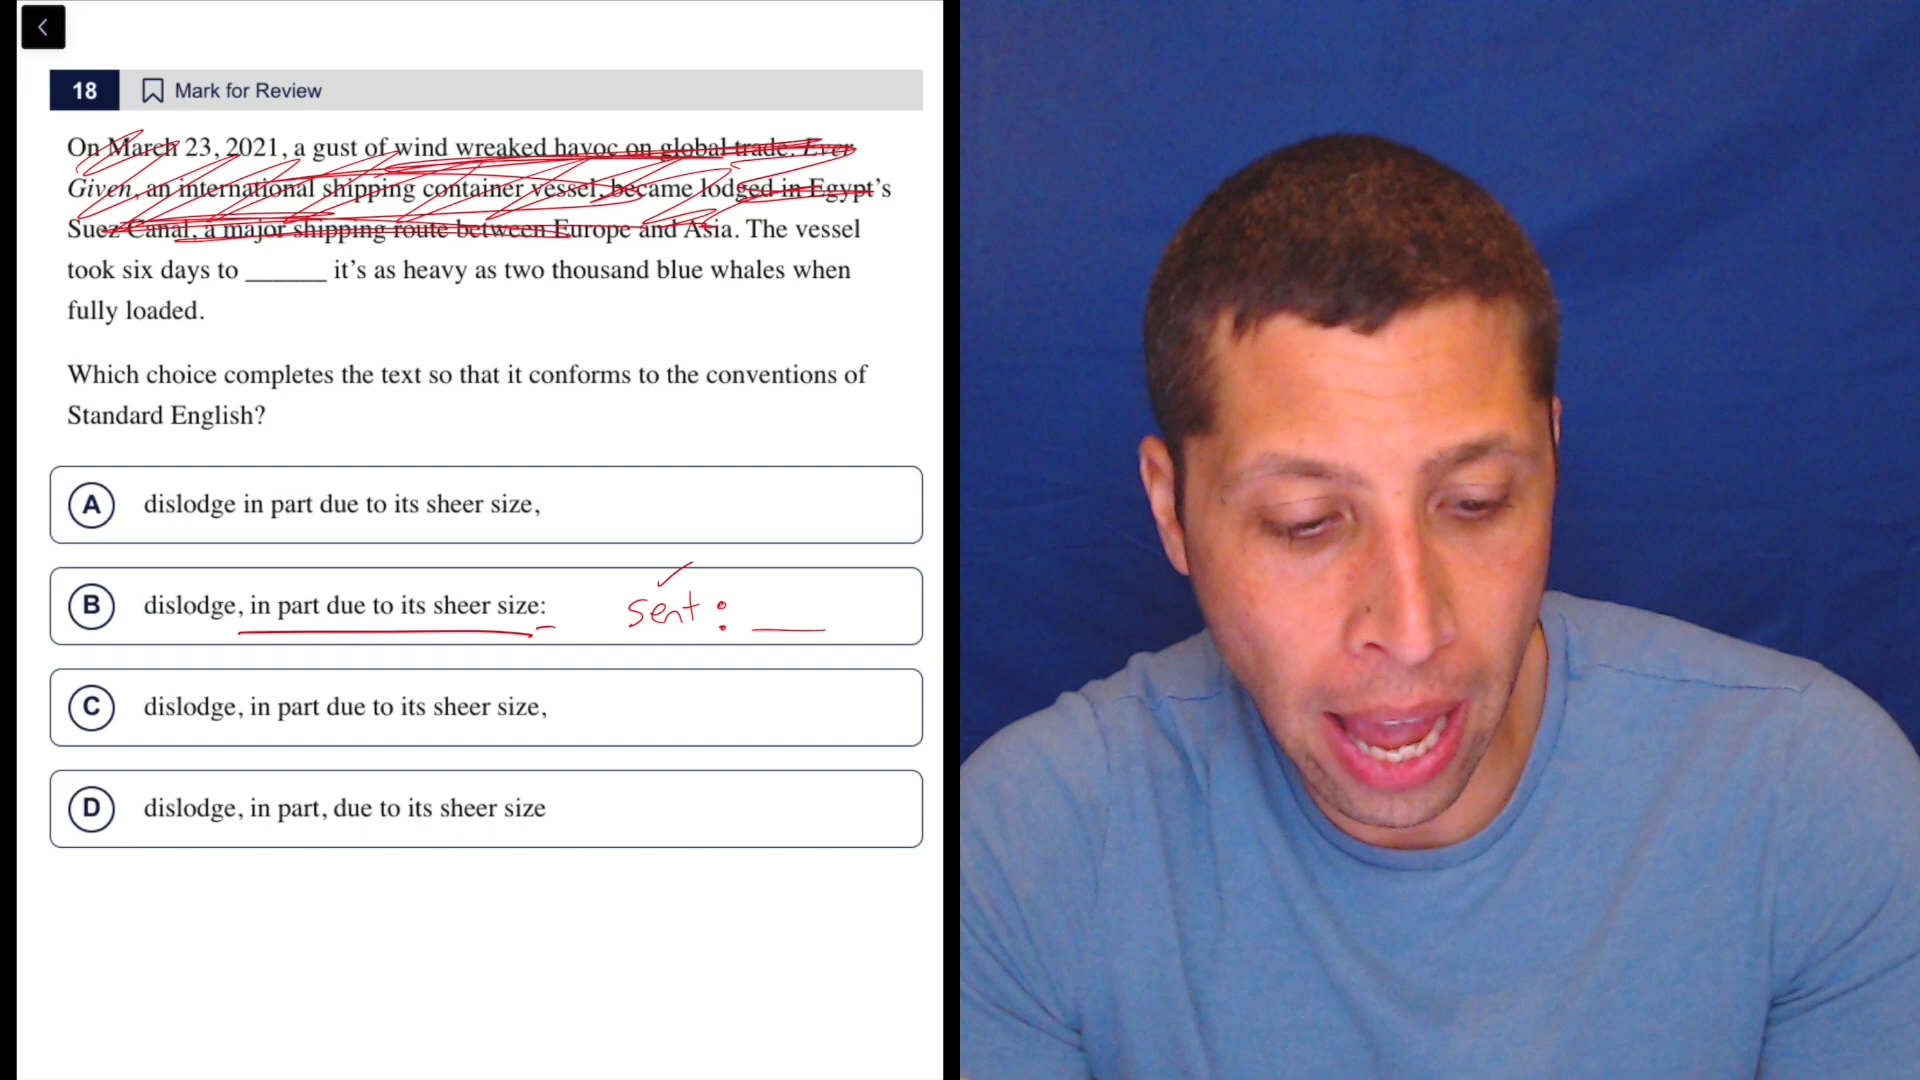 18 Mark for Review
On March 23, 2021, a gust of wind wreaked havoc on global trade. Ever
Given, an international shipping container vessel, became lodged in Egypt’s
Suez Canal, a major shipping route between Europe and Asia. The vessel
took six days to ______ it’s as heavy as two thousand blue whales when
fully loaded.
Which choice completes the text so that it conforms to the conventions of
Standard English?
A dislodge in part due to its sheer size,
B dislodge, in part due to its sheer size: sent : ___
C dislodge, in part due to its sheer size,
D dislodge, in part, due to its sheer size